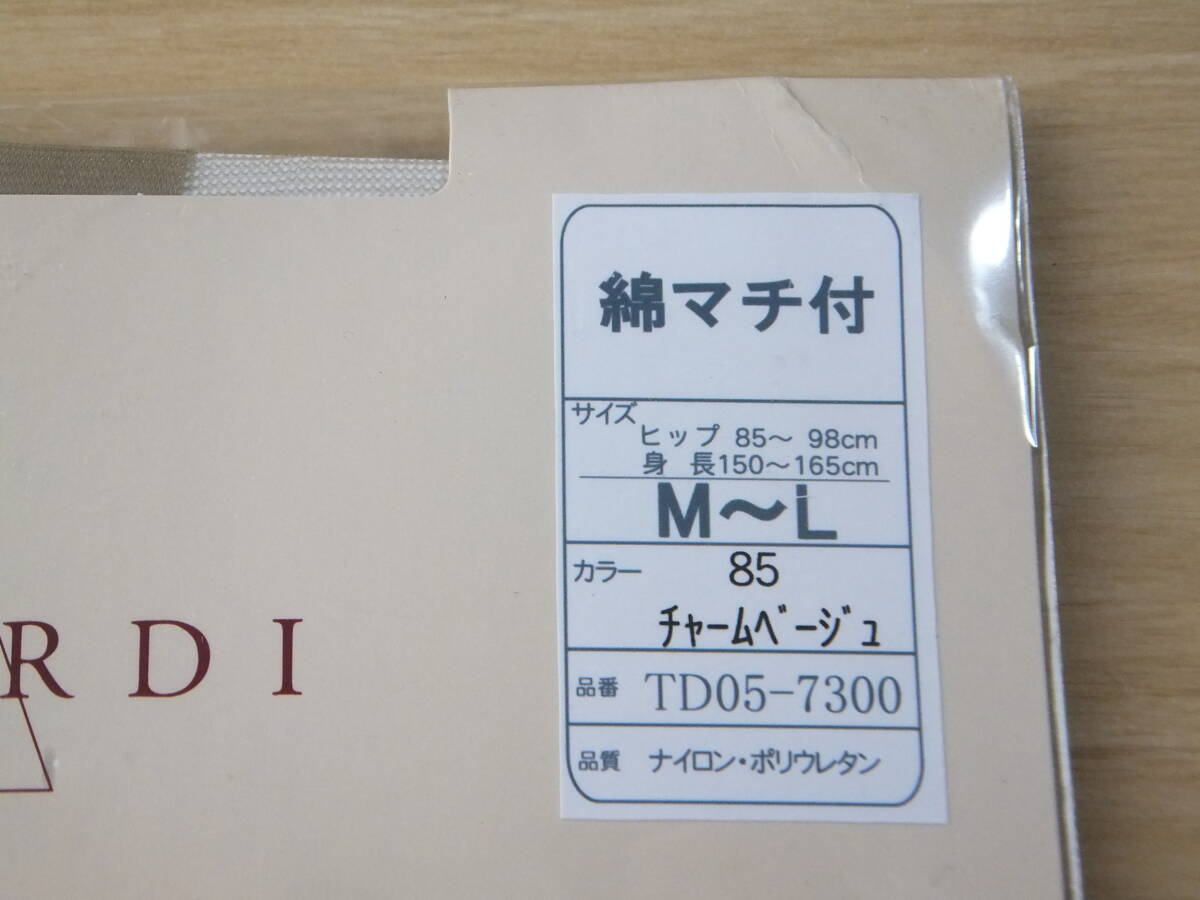 綿マチ付
サイズ
ヒップ 85～ 98cm
身 長150～165cm
M～L
カラー 85
ﾁｬｰﾑﾍﾞｰｼﾞｭ
品番 TD05-7300
品質 ナイロン・ポリウレタン
RDI